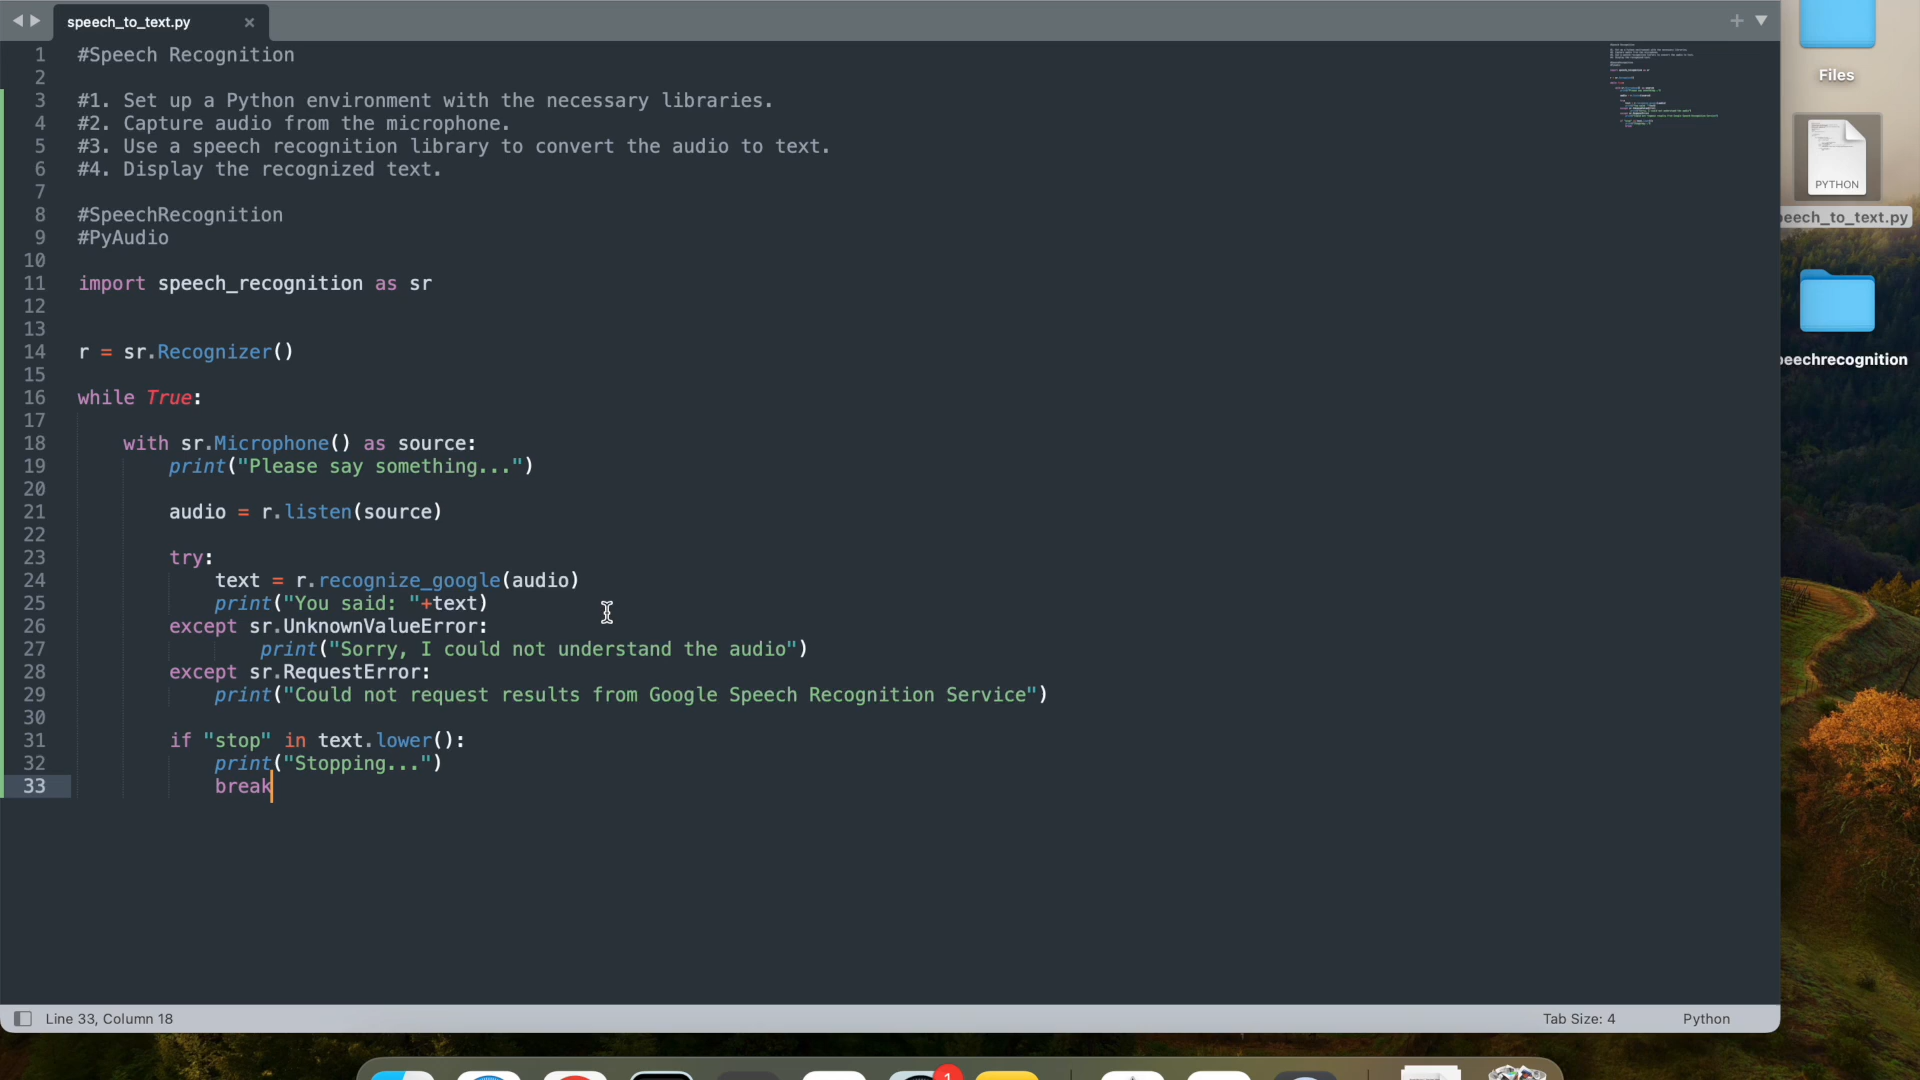 speech_to_text.py
1 #Speech Recognition
2
3 #1. Set up a Python environment with the necessary libraries.
4 #2. Capture audio from the microphone.
5 #3. Use a speech recognition library to convert the audio to text.
6 #4. Display the recognized text.
7
8 #SpeechRecognition
9 #PyAudio
10
11 import speech_recognition as sr
12
13
14 r = sr.Recognizer()
15
16 while True:
17
18     with sr.Microphone() as source:
19         print("Please say something...")
20
21         audio = r.listen(source)
22
23         try:
24             text = r.recognize_google(audio)
25             print("You said: "+text)
26         except sr.UnknownValueError:
27                 print("Sorry, I could not understand the audio")
28         except sr.RequestError:
29             print("Could not request results from Google Speech Recognition Service")
30
31         if "stop" in text.lower():
32             print("Stopping...")
33             break
Line 33, Column 18
Tab Size: 4
Python
Files
PYTHON
eech_to_text.py
eechrecognition
1